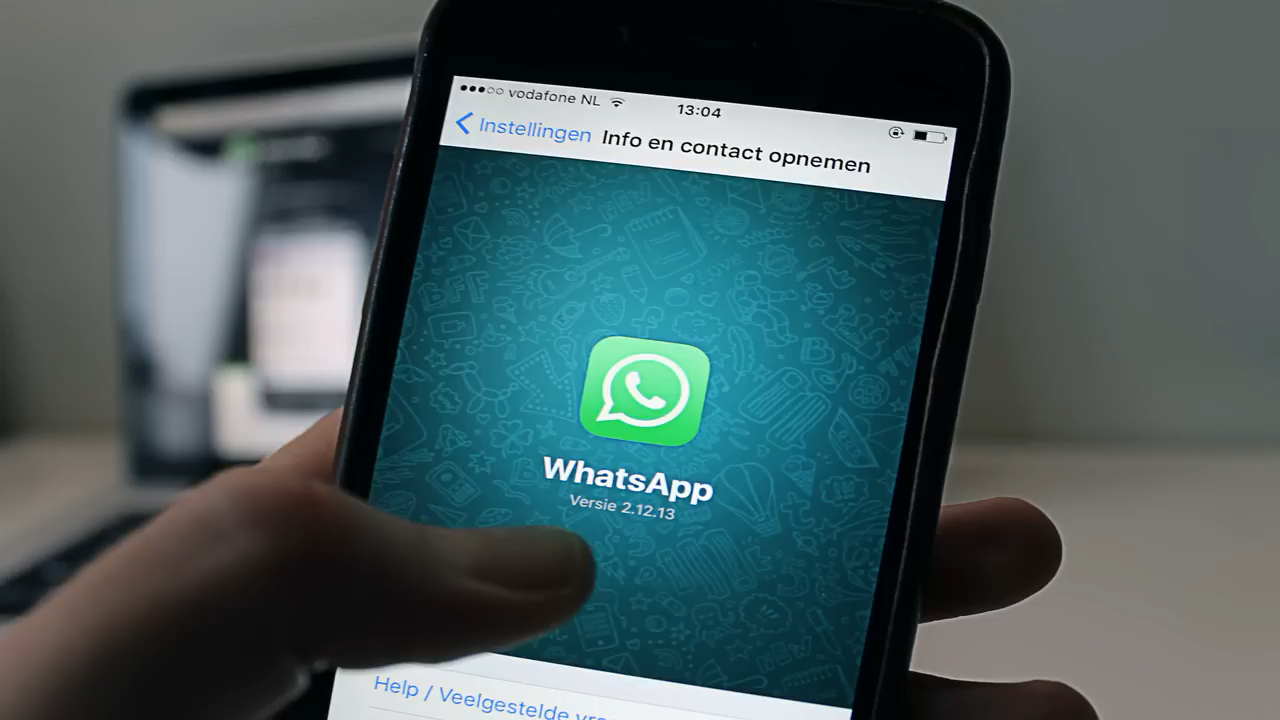 vodafone NL 13:04
Instellingen Info en contact opnemen
WhatsApp
Versie 2.12.13
Help / Veelgestelde